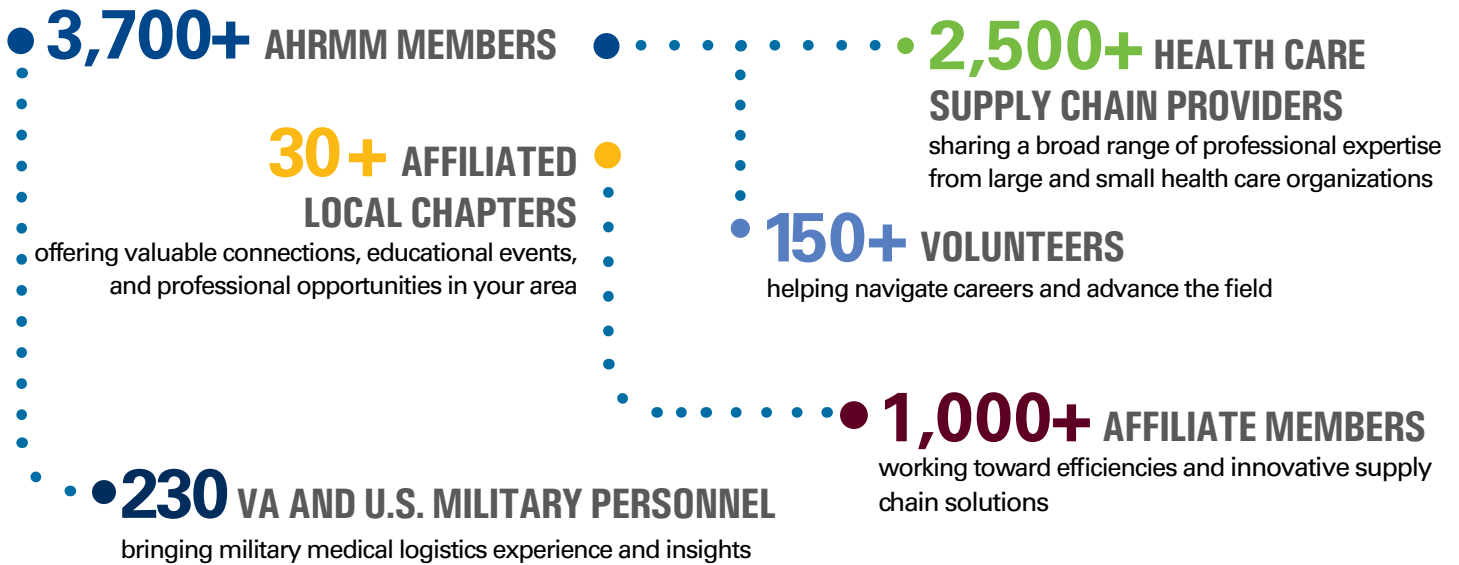 3,700+ AHRMM MEMBERS
2,500+ HEALTH CARE
SUPPLY CHAIN PROVIDERS
sharing a broad range of professional expertise
from large and small health care organizations
30+ AFFILIATED
LOCAL CHAPTERS
offering valuable connections, educational events,
and professional opportunities in your area
150+ VOLUNTEERS
helping navigate careers and advance the field
1,000+ AFFILIATE MEMBERS
working toward efficiencies and innovative supply
chain solutions
230 VA AND U.S. MILITARY PERSONNEL
bringing military medical logistics experience and insights